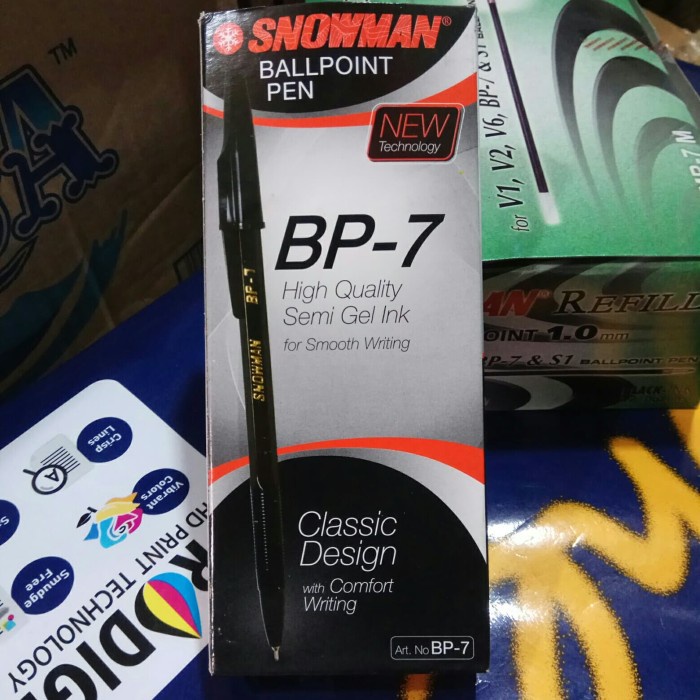 SNOWMAN®
BALLPOINT
PEN
NEW
Technology
BP-7
High Quality
Semi Gel Ink
for Smooth Writing
BP-7
SNOWMAN
Classic
Design
with Comfort
Writing
Art. No BP-7
for V1, V2, V6, BP-7 & S1
REFILL
1.0 mm
BP-7 & S1 BALLPOINT PEN
TM
Crisp
Lines
Vibrant
Colors
Smudge
Free
HD PRINT TECHNOLOGY